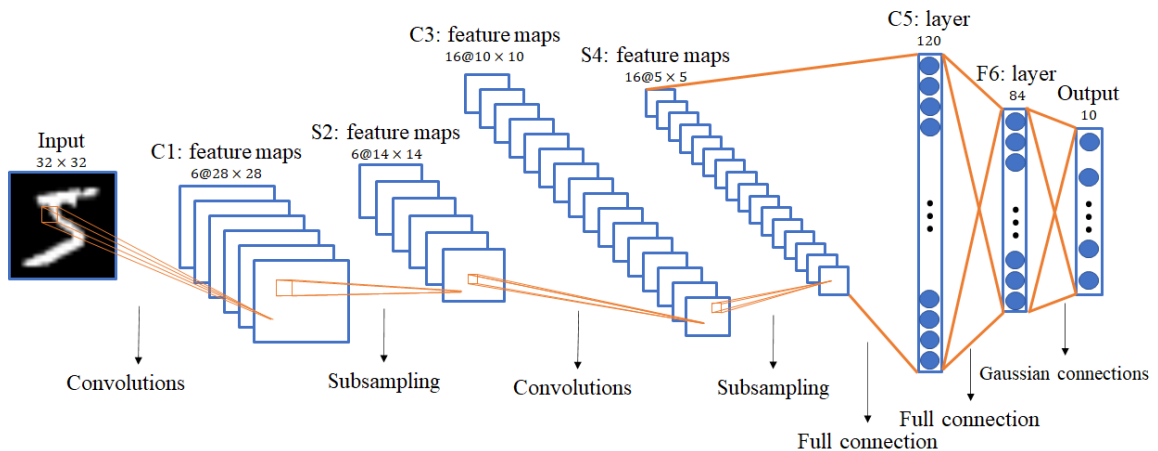 Input
32 × 32
C1: feature maps
6@28 × 28
S2: feature maps
6@14 × 14
C3: feature maps
16@10 × 10
S4: feature maps
16@5 × 5
C5: layer
120
F6: layer
84
Output
10
Convolutions
Subsampling
Convolutions
Subsampling
Full connection
Full connection
Gaussian connections